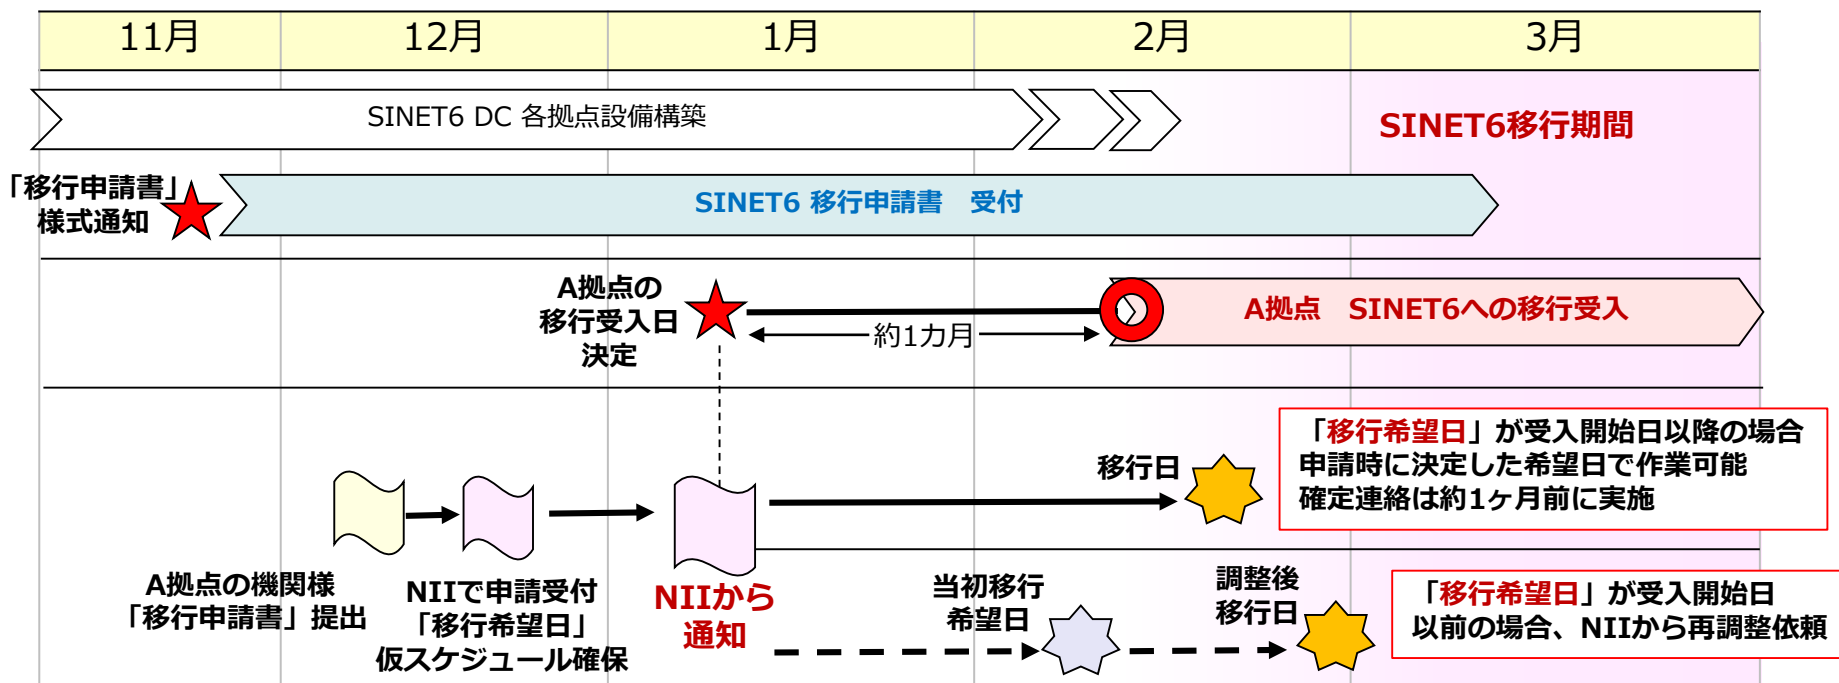 11月
12月
1月
2月
3月
SINET6 DC 各拠点設備構築
SINET6移行期間
「移行申請書」
様式通知
SINET6 移行申請書　受付
A拠点の
移行受入日
決定
約1カ月
A拠点　SINET6への移行受入
移行日
「移行希望日」が受入開始日以降の場合
申請時に決定した希望日で作業可能
確定連絡は約1ヶ月前に実施
A拠点の機関様
「移行申請書」提出
NIIで申請受付
「移行希望日」
仮スケジュール確保
NIIから
通知
当初移行
希望日
調整後
移行日
「移行希望日」が受入開始日
以前の場合、NIIから再調整依頼